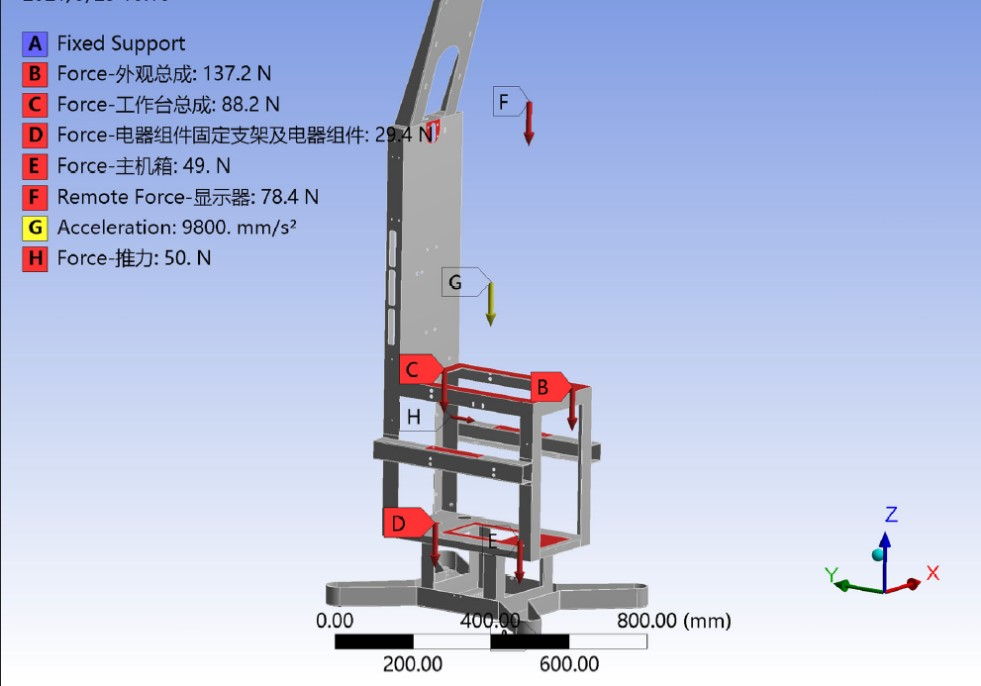 A Fixed Support
B Force-外观总成: 137.2 N
C Force-工作台总成: 88.2 N
D Force-电器组件固定支架及电器组件: 29.4 N
E Force-主机箱: 49. N
F Remote Force-显示器: 78.4 N
G Acceleration: 9800. mm/s²
H Force-推力: 50. N
F
G
C
B
H
D
E
Z
Y
X
0.00 400.00 800.00 (mm)
200.00 600.00